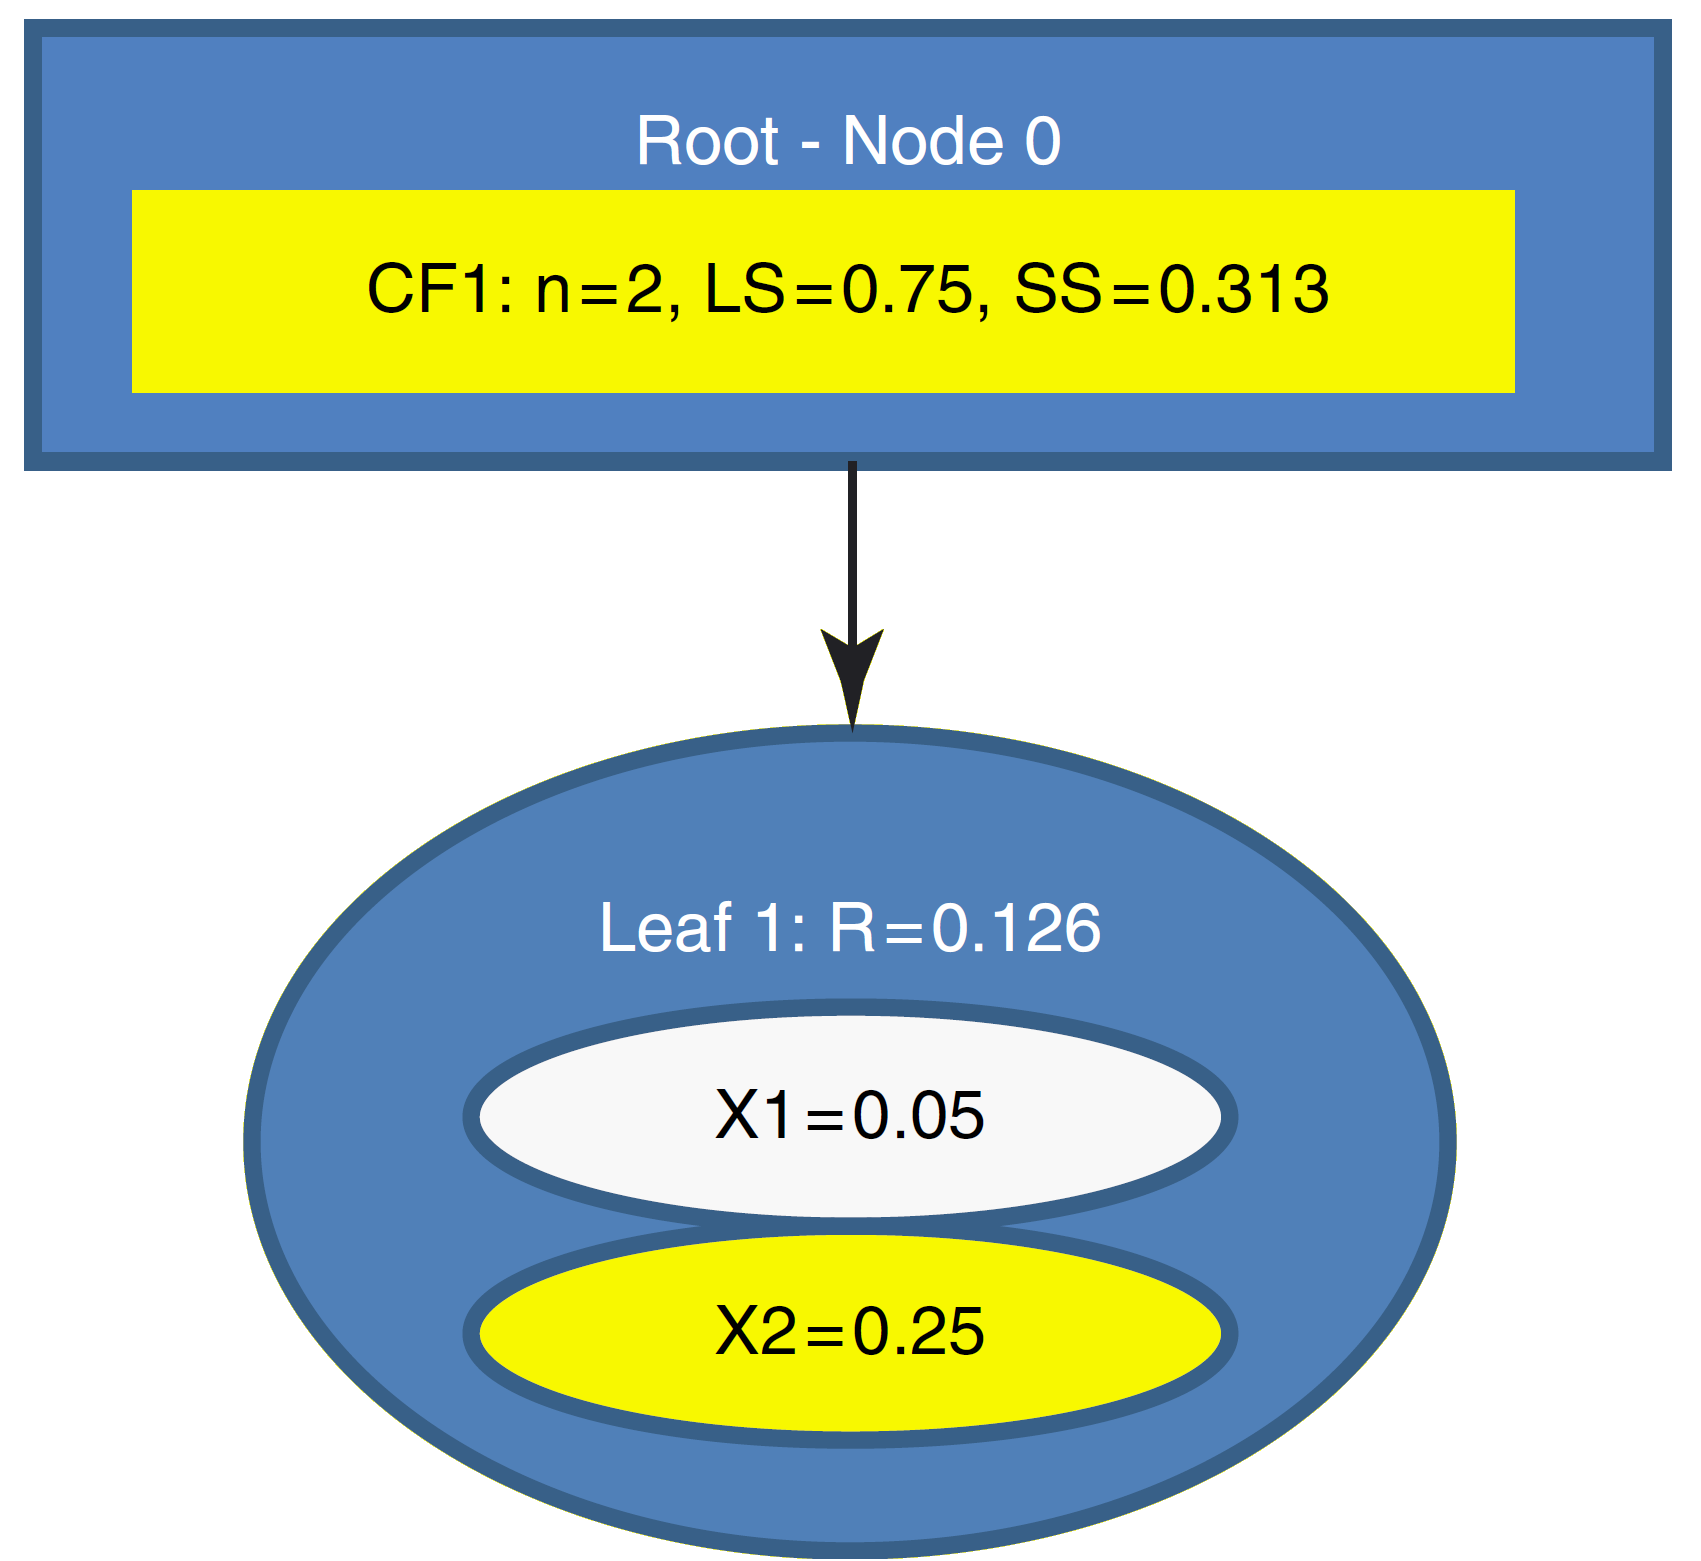 Root - Node 0
CF1: n=2, LS=0.75, SS=0.313
Leaf 1: R=0.126
X1=0.05
X2=0.25